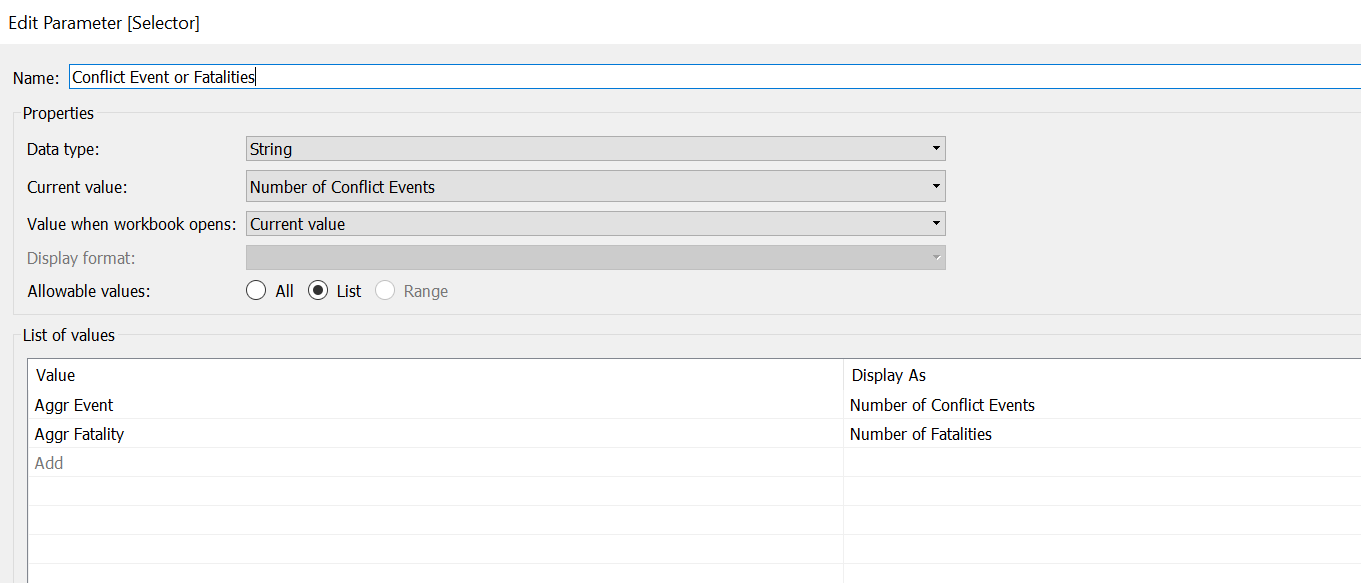 Edit Parameter [Selector]
Name: Conflict Event or Fatalities
Properties
Data type: String
Current value: Number of Conflict Events
Value when workbook opens: Current value
Display format:
Allowable values: All List Range
List of values
Value Display As
Aggr Event Number of Conflict Events
Aggr Fatality Number of Fatalities
Add